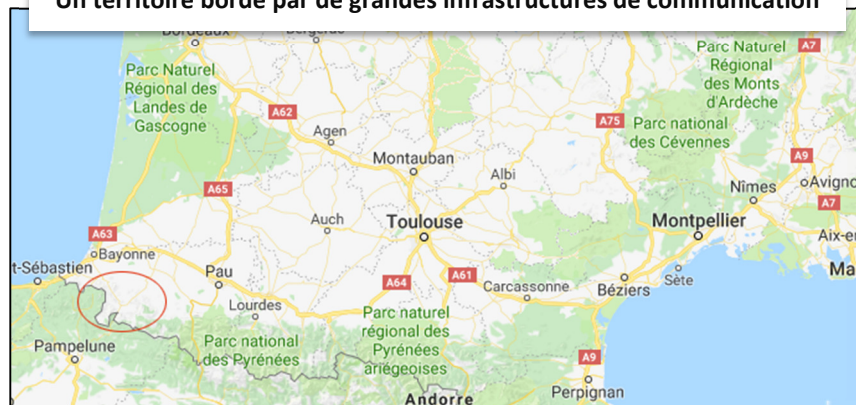 Un territoire bordé par de grandes infrastructures de communication
Bordeaux
Bergerac
Parc Naturel
Régional des
Landes de
Gascogne
A62
Agen
Montauban
Albi
A75
Parc Naturel
Régional
des Monts
d'Ardèche
A7
Parc national
des Cévennes
A9
Nîmes
Avigno
A7
A65
A63
Bayonne
t-Sébastien
Auch
Toulouse
Montpellier
Aix-e
Ma
Pau
Lourdes
A64
A61
Carcassonne
Béziers
Sète
Parc naturel
régional des
Pyrénées
ariégeoises
Parc national
des Pyrénées
Pampelune
A9
Perpignan
Andorre